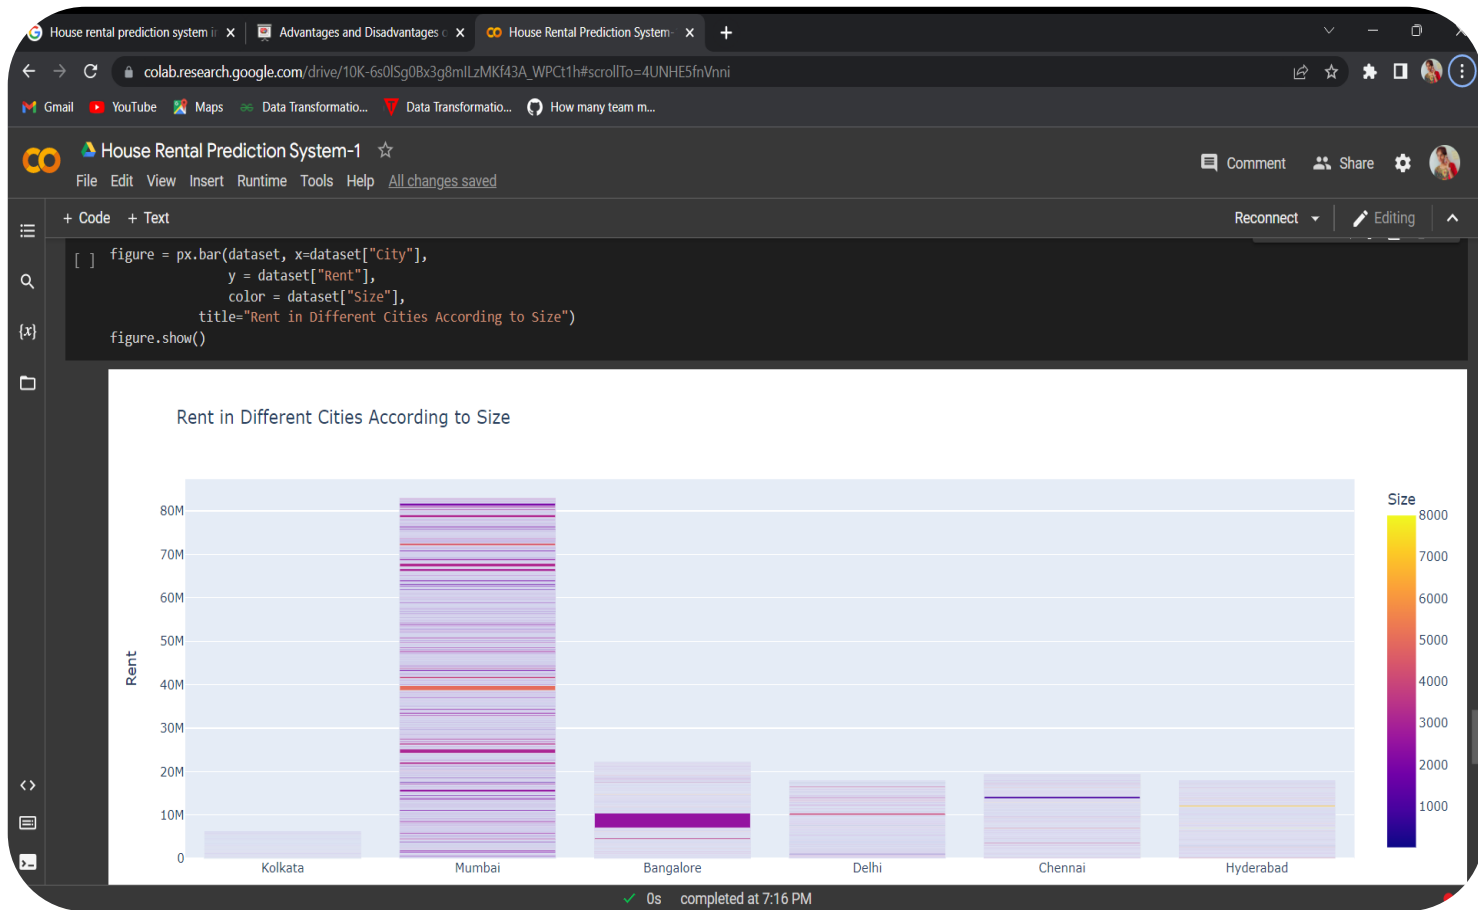 House rental prediction system i
Advantages and Disadvantages
House Rental Prediction System-
colab.research.google.com/drive/10K-6s0lSg0Bx3g8mILzMKf43A_WPCt1h#scrollTo=4UNHE5fnVnni
Gmail
YouTube
Maps
Data Transformatio...
Data Transformatio...
How many team m...
House Rental Prediction System-1
Comment
Share
File Edit View Insert Runtime Tools Help All changes saved
+ Code + Text
Reconnect
Editing
[ ] figure = px.bar(dataset, x=dataset["City"],
y = dataset["Rent"],
color = dataset["Size"],
title="Rent in Different Cities According to Size")
figure.show()
{x}
Rent in Different Cities According to Size
Size
8000
7000
6000
5000
4000
3000
2000
1000
80M
70M
60M
50M
40M
30M
20M
10M
0
Rent
Kolkata Mumbai Bangalore Delhi Chennai Hyderabad
0s completed at 7:16 PM